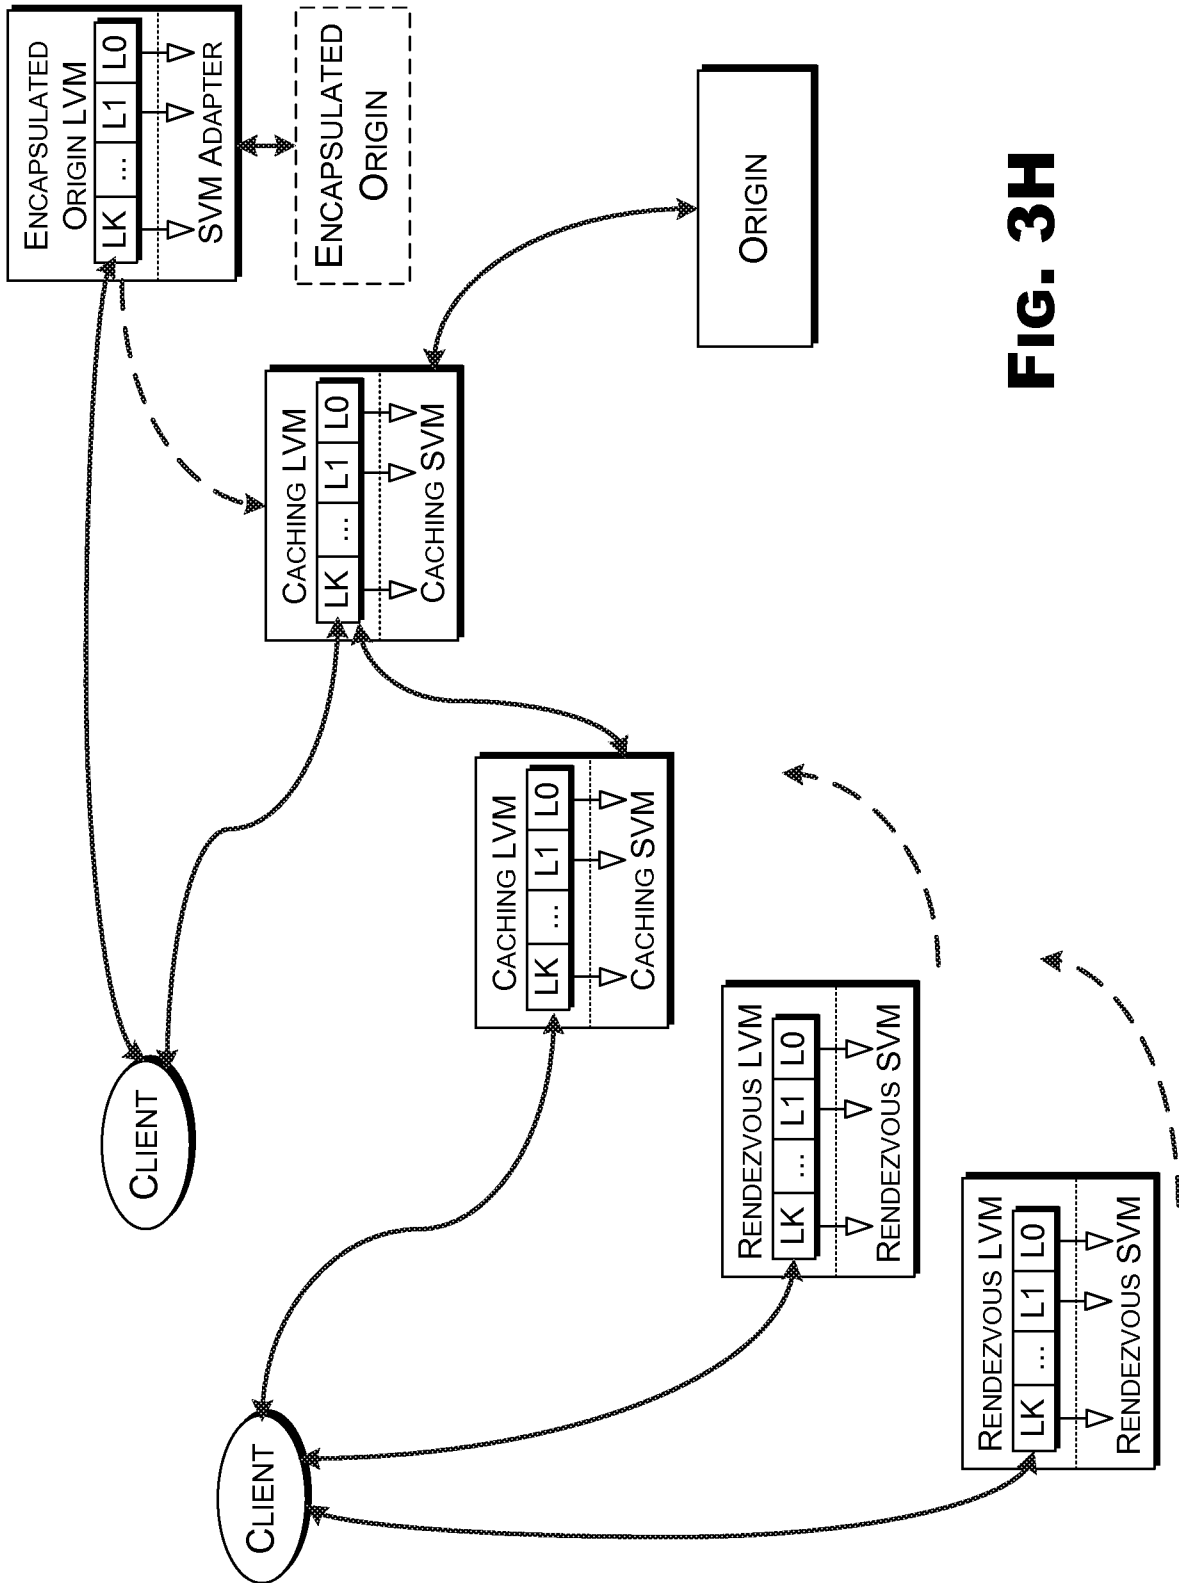 CLIENT
CLIENT
RENDEZVOUS LVM
LK ... L1 L0
RENDEZVOUS SVM
RENDEZVOUS LVM
LK ... L1 L0
RENDEZVOUS SVM
CACHING LVM
LK ... L1 L0
CACHING SVM
CACHING LVM
LK ... L1 L0
CACHING SVM
ENCAPSULATED
ORIGIN LVM
LK ... L1 L0
SVM ADAPTER
ENCAPSULATED
ORIGIN
ORIGIN
FIG. 3H